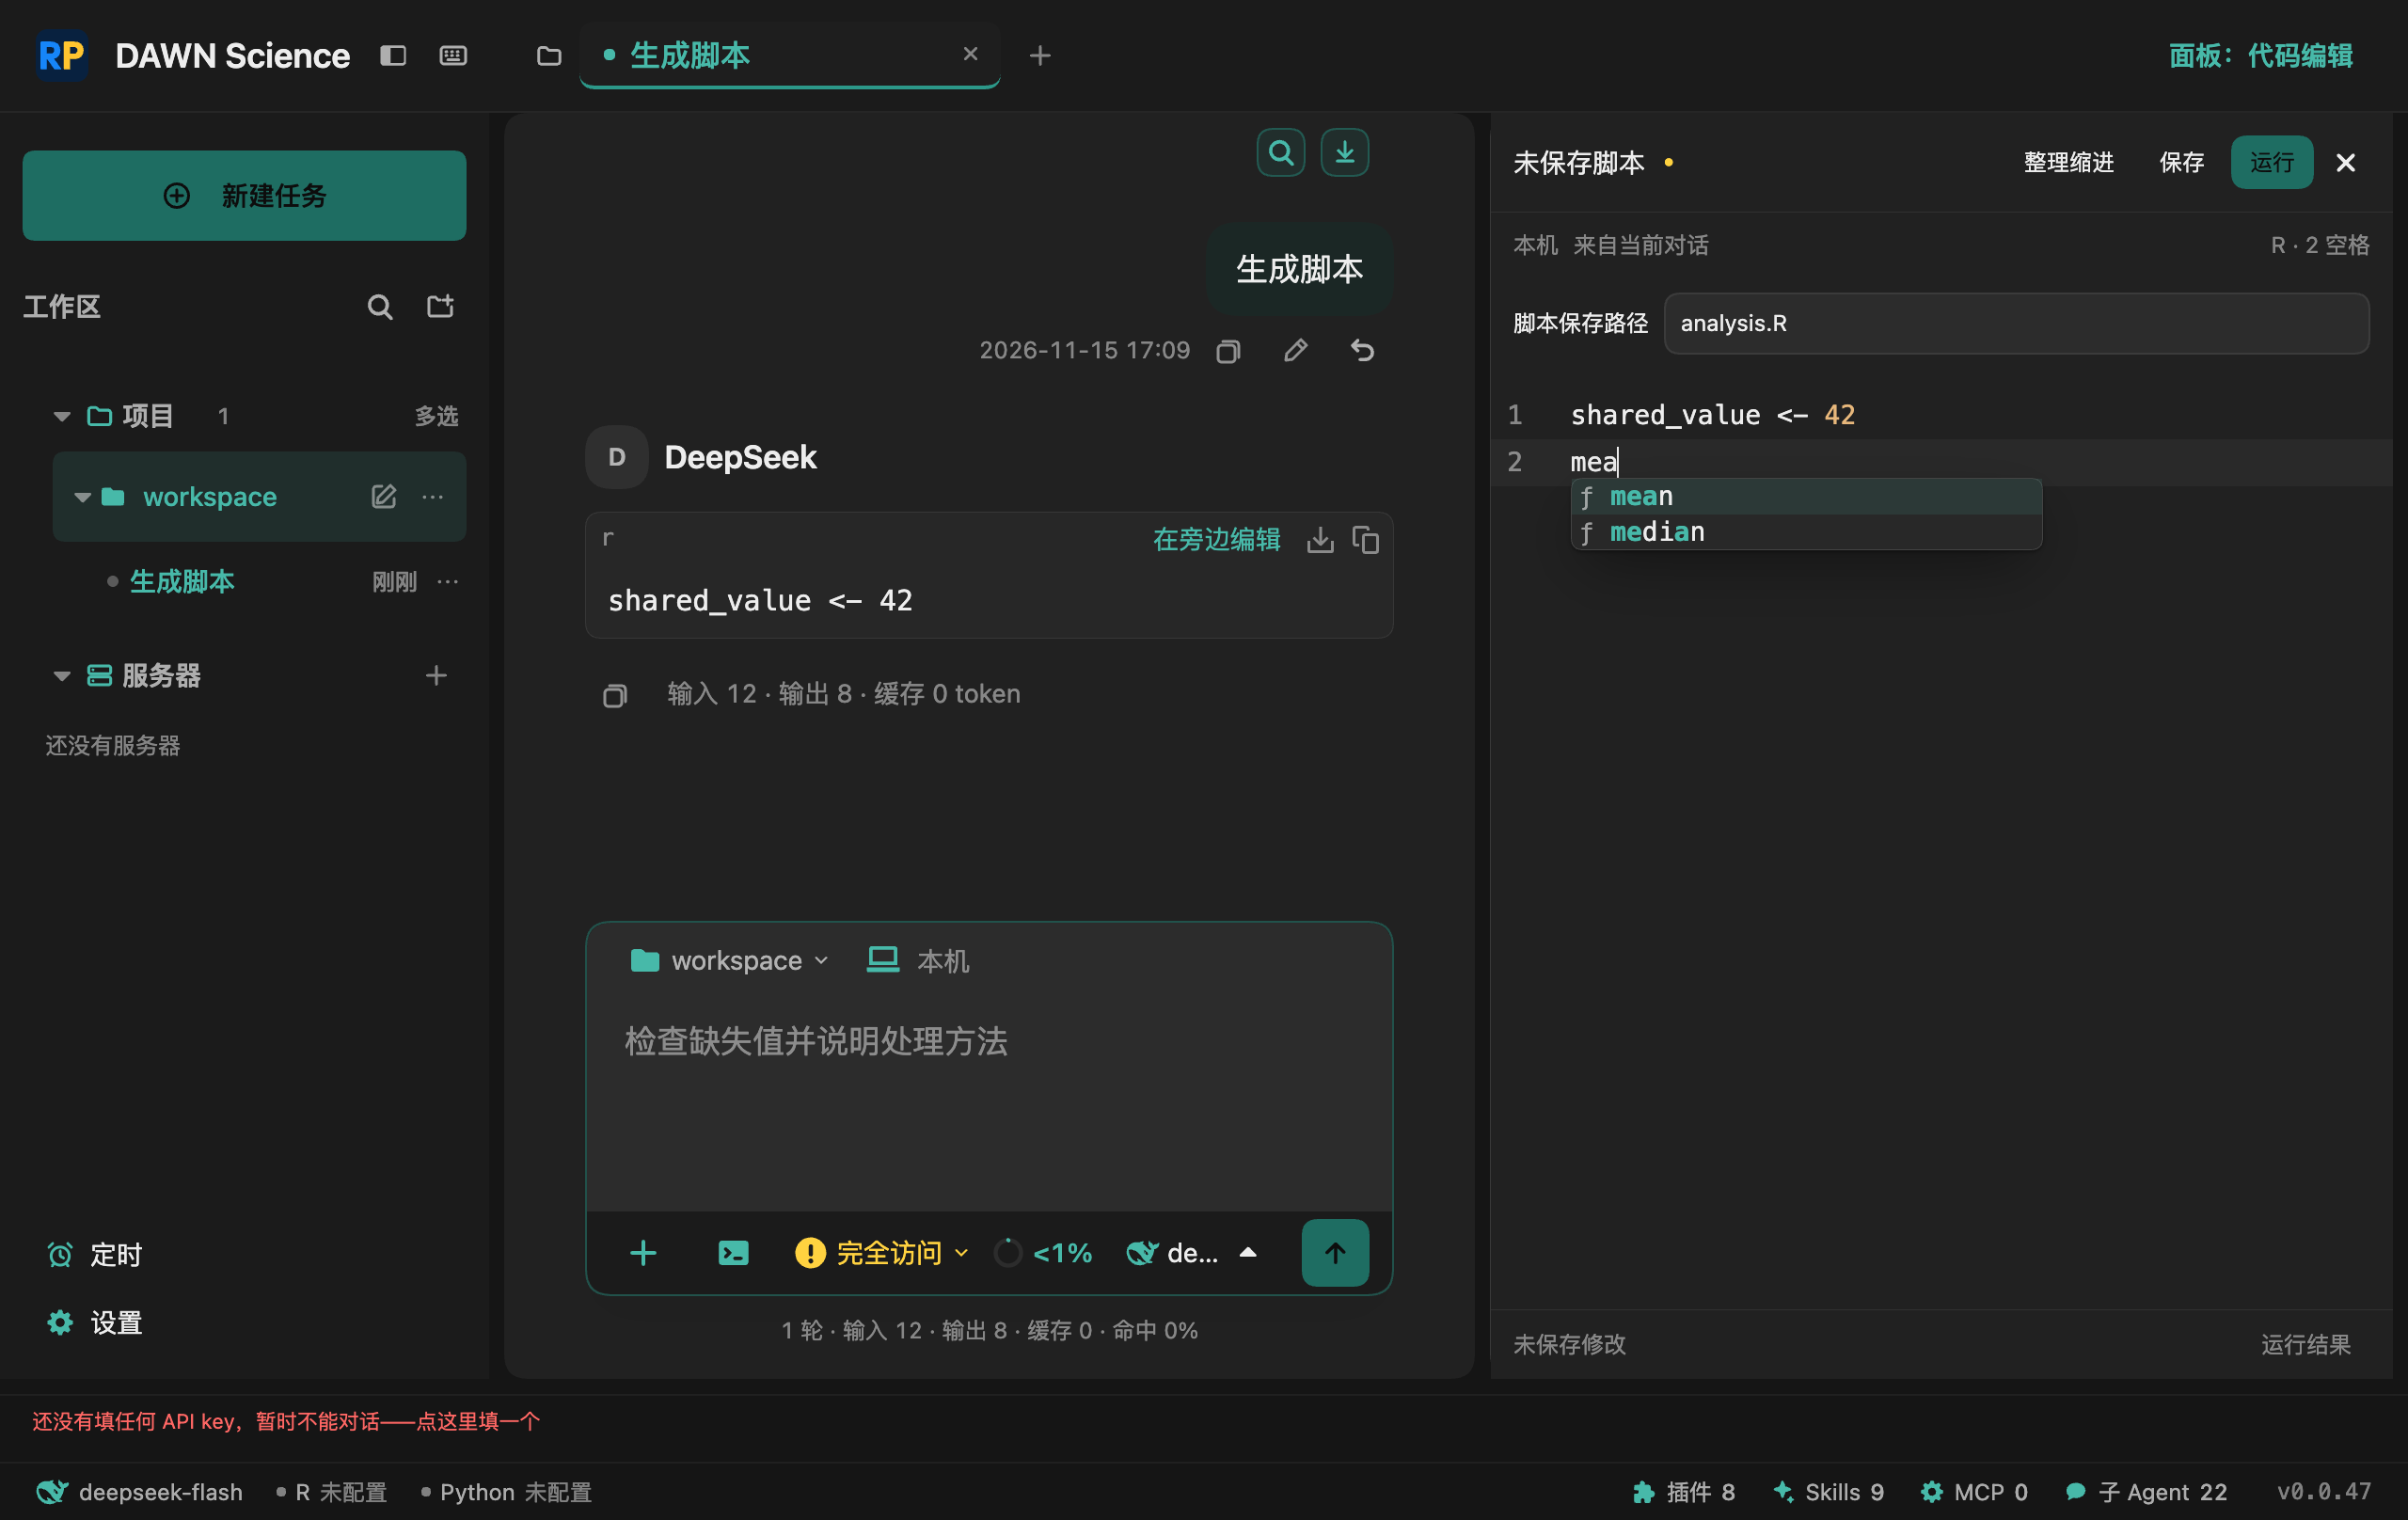 RP DAWN Science
生成脚本
面板：代码编辑
新建任务
工作区
项目 1 多选
workspace
生成脚本 刚刚
服务器
还没有服务器
定时
设置
生成脚本
2026-11-15 17:09
D DeepSeek
r 在旁边编辑
shared_value <- 42
输入 12 · 输出 8 · 缓存 0 token
workspace 本机
检查缺失值并说明处理方法
完全访问 <1% de...
1 轮 · 输入 12 · 输出 8 · 缓存 0 · 命中 0%
未保存脚本 整理缩进 保存 运行
本机 来自当前对话 R · 2 空格
脚本保存路径 analysis.R
1 shared_value <- 42
2 mea
ƒ mean
ƒ median
未保存修改 运行结果
还没有填任何 API key，暂时不能对话——点这里填一个
deepseek-flash R 未配置 Python 未配置 插件 8 Skills 9 MCP 0 子 Agent 22 v0.0.47